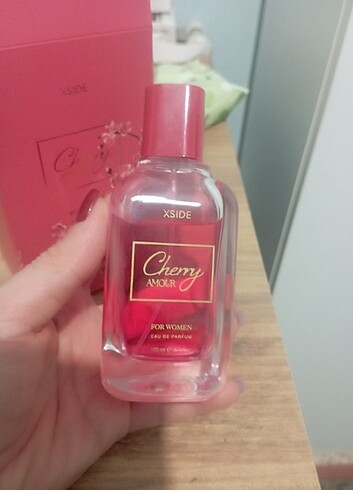 XSIDE
XSIDE
Cherry
AMOUR
FOR WOMEN
EAU DE PARFUM